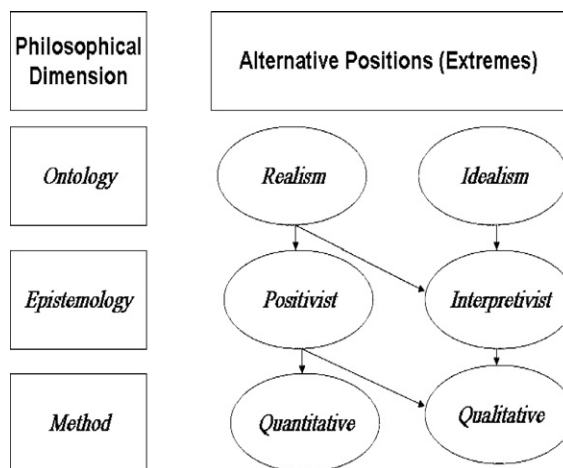 Philosophical
Dimension
Alternative Positions (Extremes)
Ontology
Realism
Idealism
Epistemology
Positivist
Interpretivist
Method
Quantitative
Qualitative